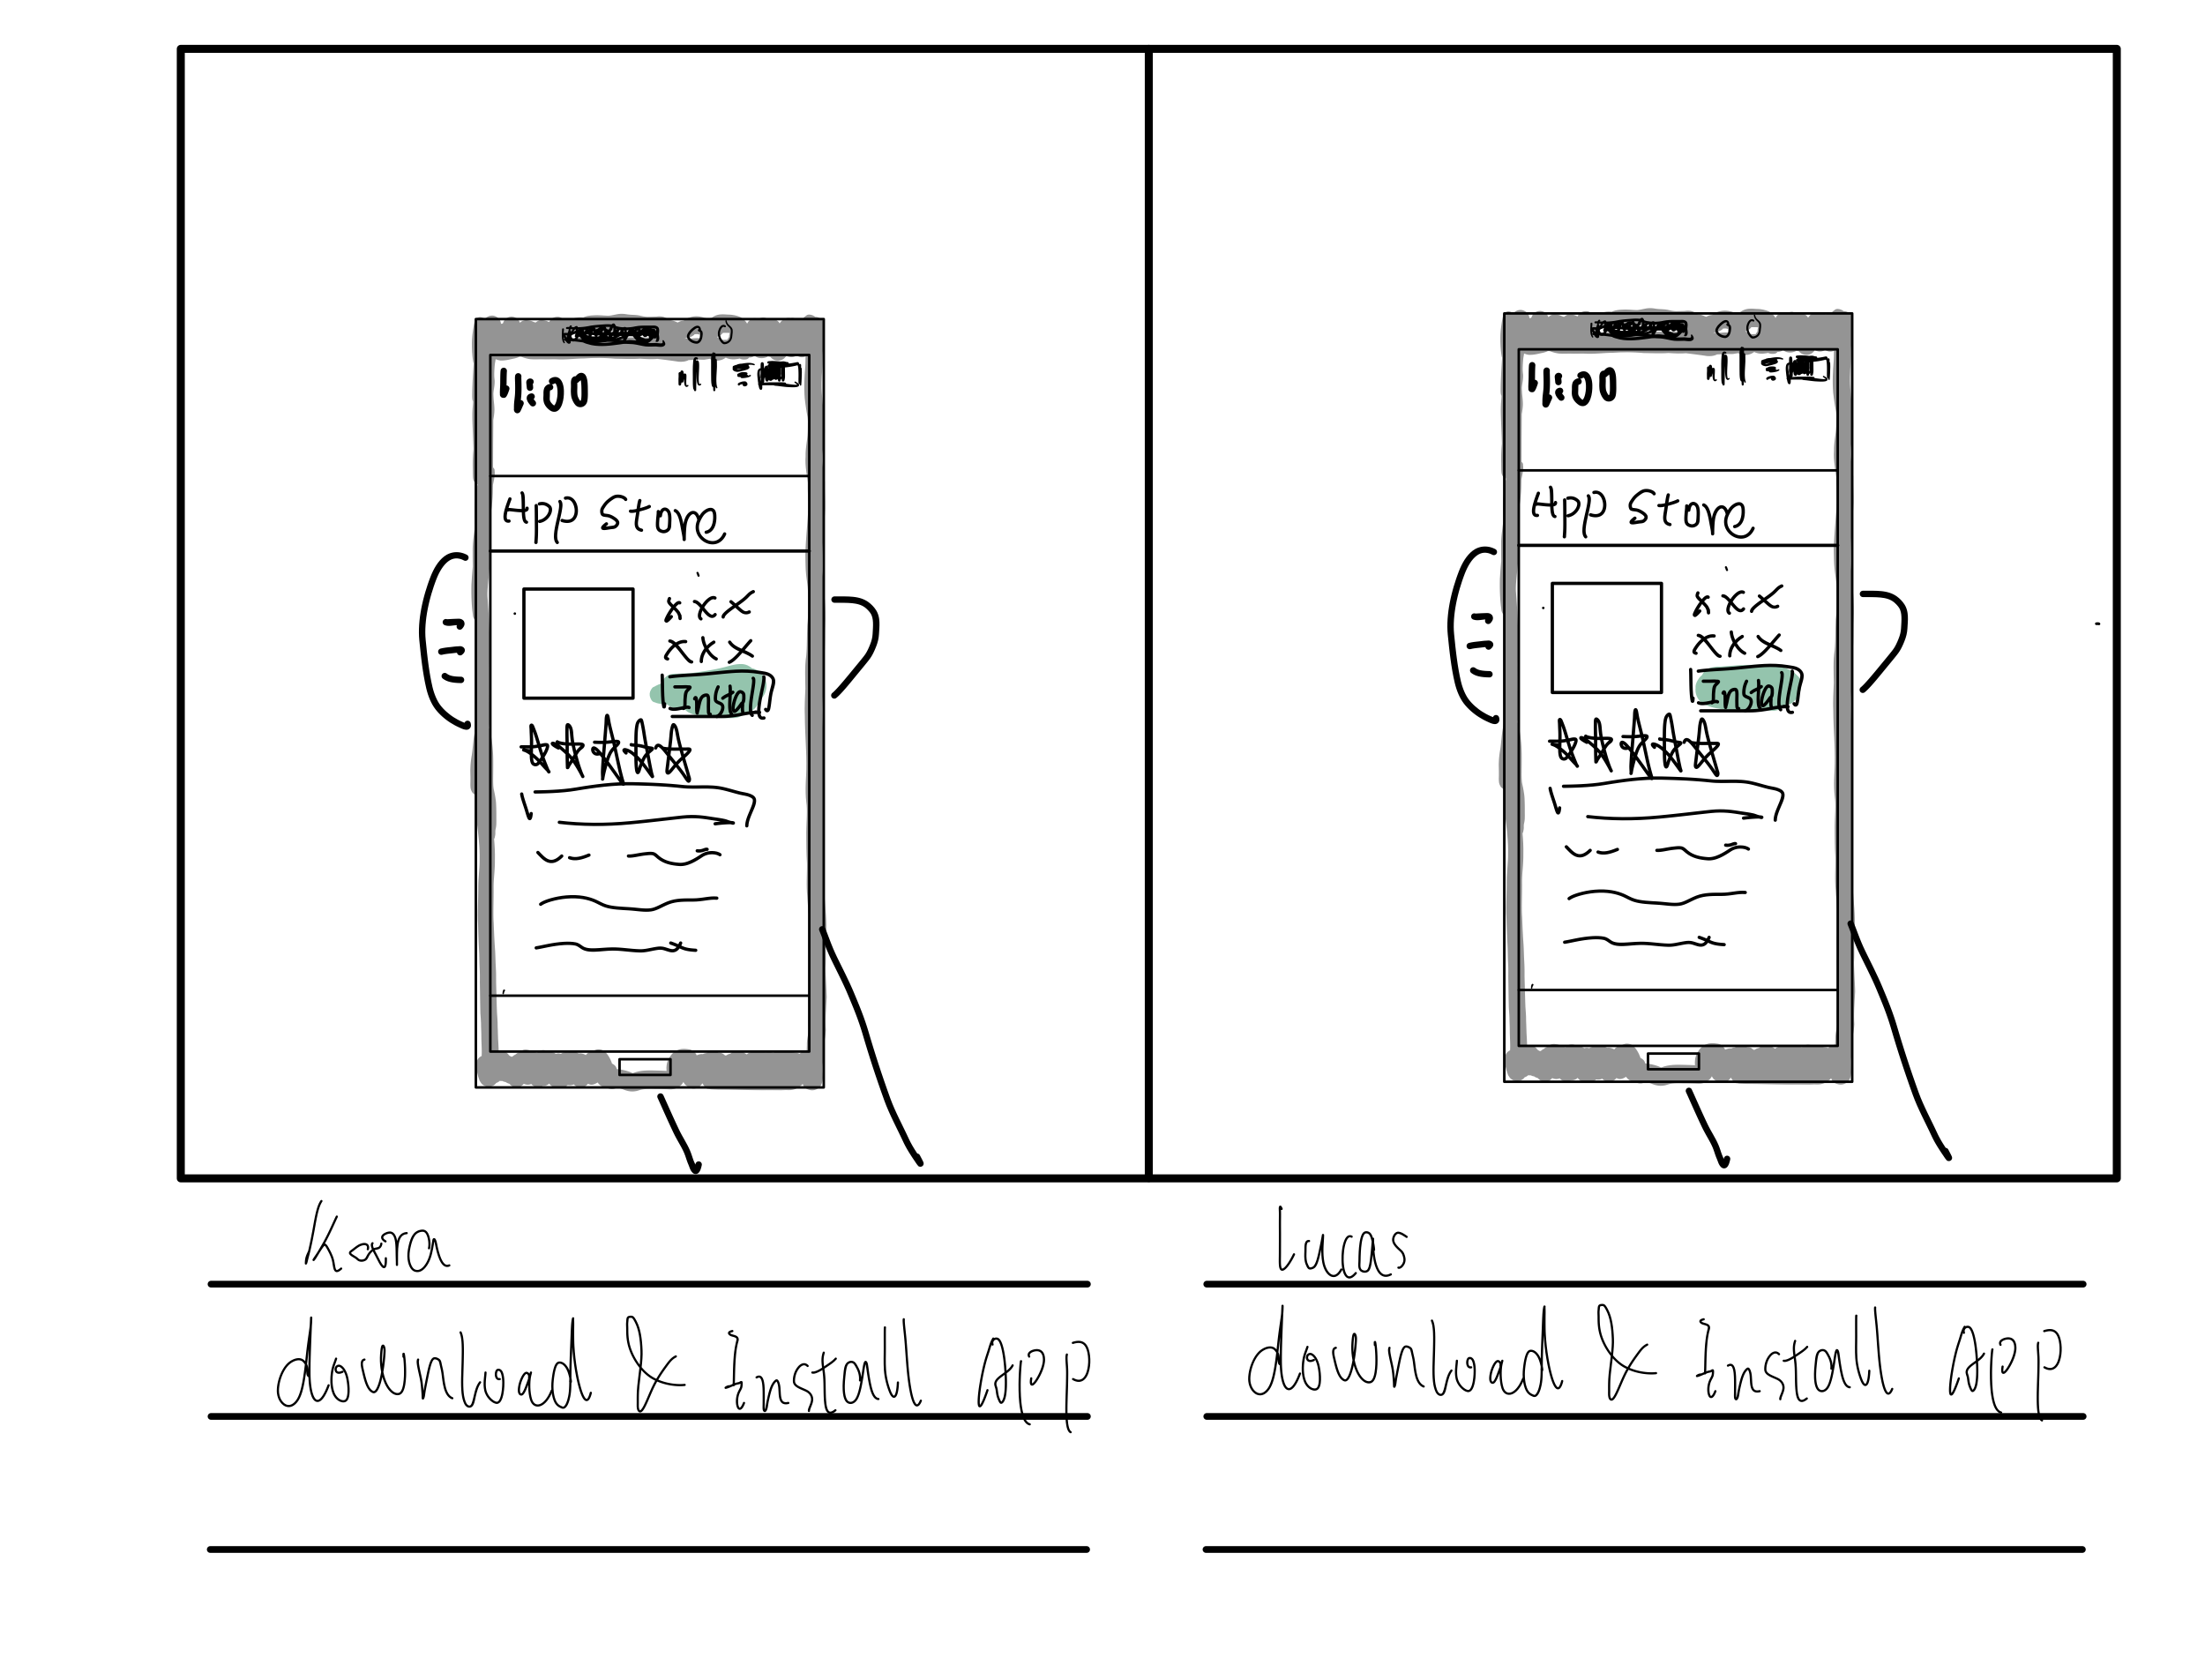 11:00
App Store
xxx
xxx
Install
Kara
download & install App
11:00
App Store
xxx
xxx
Install
Lucas
download & install App